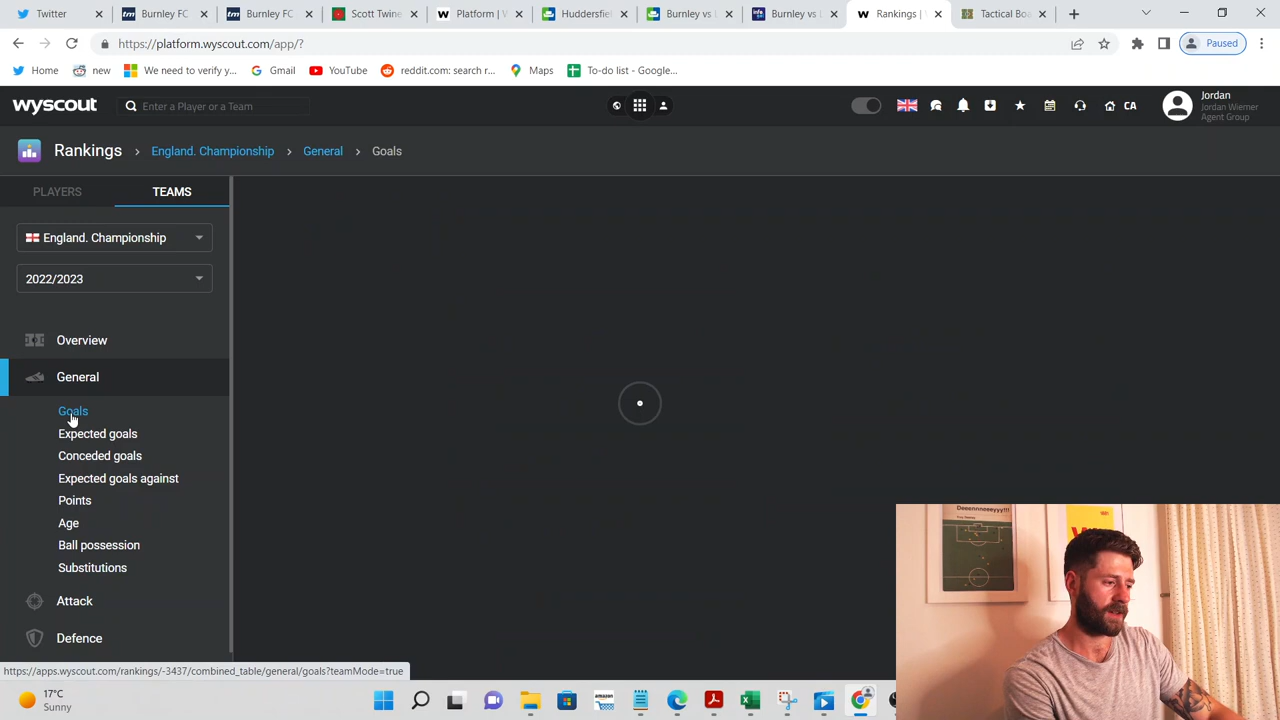 Twitter
Burnley FC
Burnley FC
Scott Twine
Platform | V
Huddersfiel
Burnley vs L
Burnley vs L
Rankings |
Tactical Boa
https://platform.wyscout.com/app/?
Paused
Home
new
We need to verify y...
Gmail
YouTube
reddit.com: search r...
Maps
To-do list - Google...
wyscout
Enter a Player or a Team
CA
Jordan
Jordan Wiemer
Agent Group
Rankings › England. Championship › General › Goals
PLAYERS
TEAMS
England. Championship
2022/2023
Overview
General
Goals
Expected goals
Conceded goals
Expected goals against
Points
Age
Ball possession
Substitutions
Attack
Defence
https://apps.wyscout.com/rankings/-3437/combined_table/general/goals?teamMode=true
Deeennneeeyyy!!!
17°C
Sunny